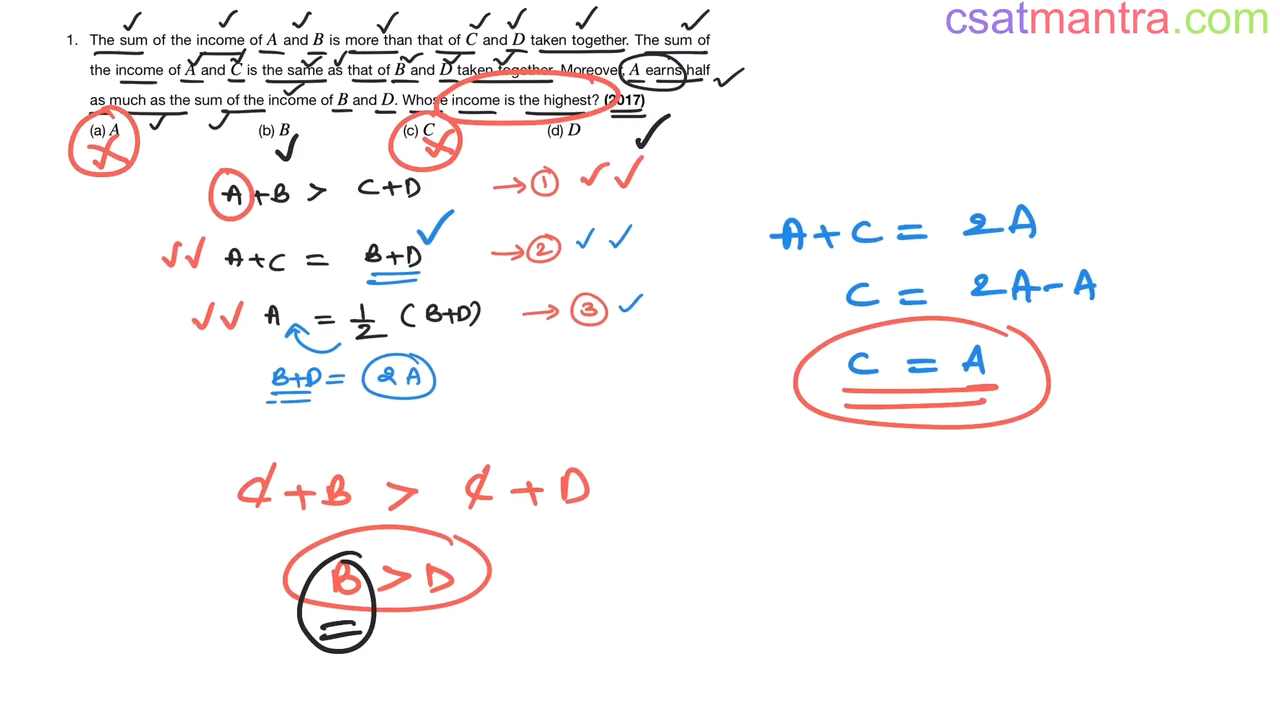 csatmantra.com
1. The sum of the income of A and B is more than that of C and D taken together. The sum of
the income of A and C is the same as that of B and D taken together. Moreover, A earns half
as much as the sum of the income of B and D. Whose income is the highest? (2017)
(a) A (b) B (c) C (d) D
A+B > C+D → 1
A+C = B+D → 2
A = 1/2 (B+D) → 3
B+D = 2A
C+B > C+D
B > D
A+C = 2A
C = 2A-A
C = A